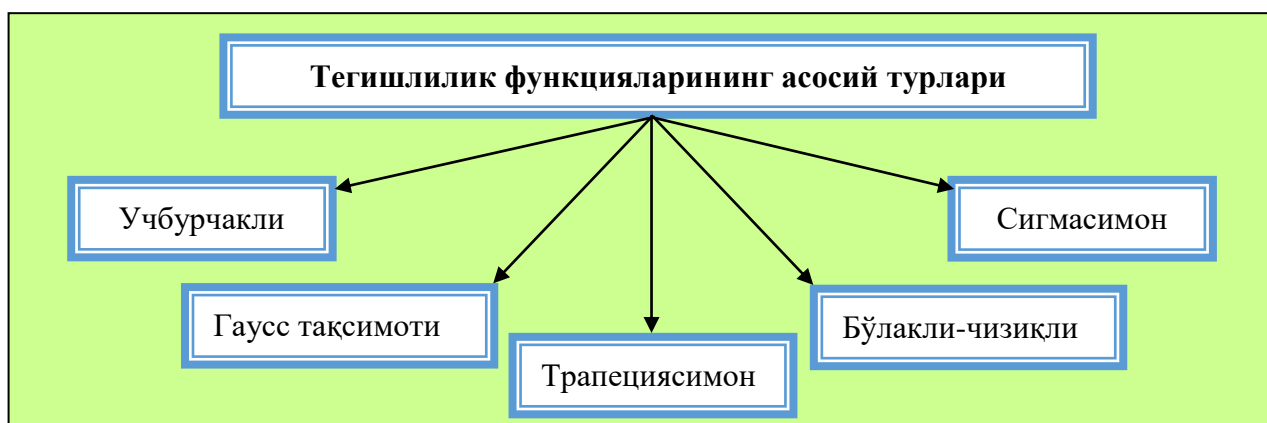 Тегишлилик функцияларининг асосий турлари
Учбурчакли
Сигмасимон
Гаусс тақсимоти
Бўлакли-чизиқли
Трапециясимон